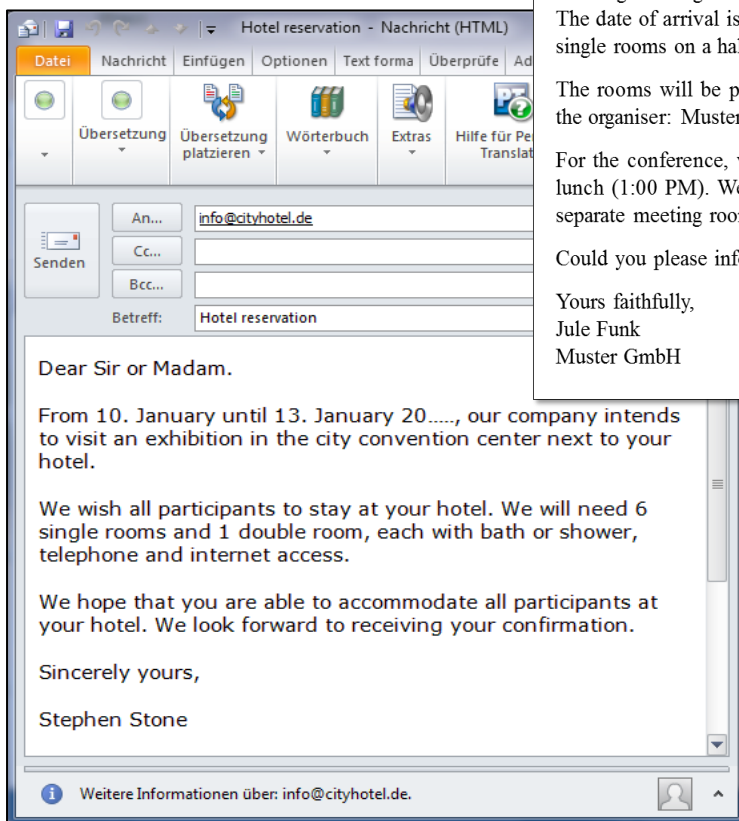 Hotel reservation - Nachricht (HTML)
Datei Nachricht Einfügen Optionen Text forma Überprüfe
Übersetzung
Übersetzung platzieren
Wörterbuch
Extras
Hilfe für
An... info@cityhotel.de
Cc...
Bcc...
Senden
Betreff: Hotel reservation
Dear Sir or Madam.
From 10. January until 13. January 20....., our company intends
to visit an exhibition in the city convention center next to your
hotel.
We wish all participants to stay at your hotel. We will need 6
single rooms and 1 double room, each with bath or shower,
telephone and internet access.
We hope that you are able to accommodate all participants at
your hotel. We look forward to receiving your confirmation.
Sincerely yours,
Stephen Stone
Weitere Informationen über: info@cityhotel.de.
The date of arrival is
single rooms on a
The rooms will be
the organiser: Muster
For the conference,
lunch (1:00 PM). We
separate meeting
Could you please
Yours faithfully,
Jule Funk
Muster GmbH